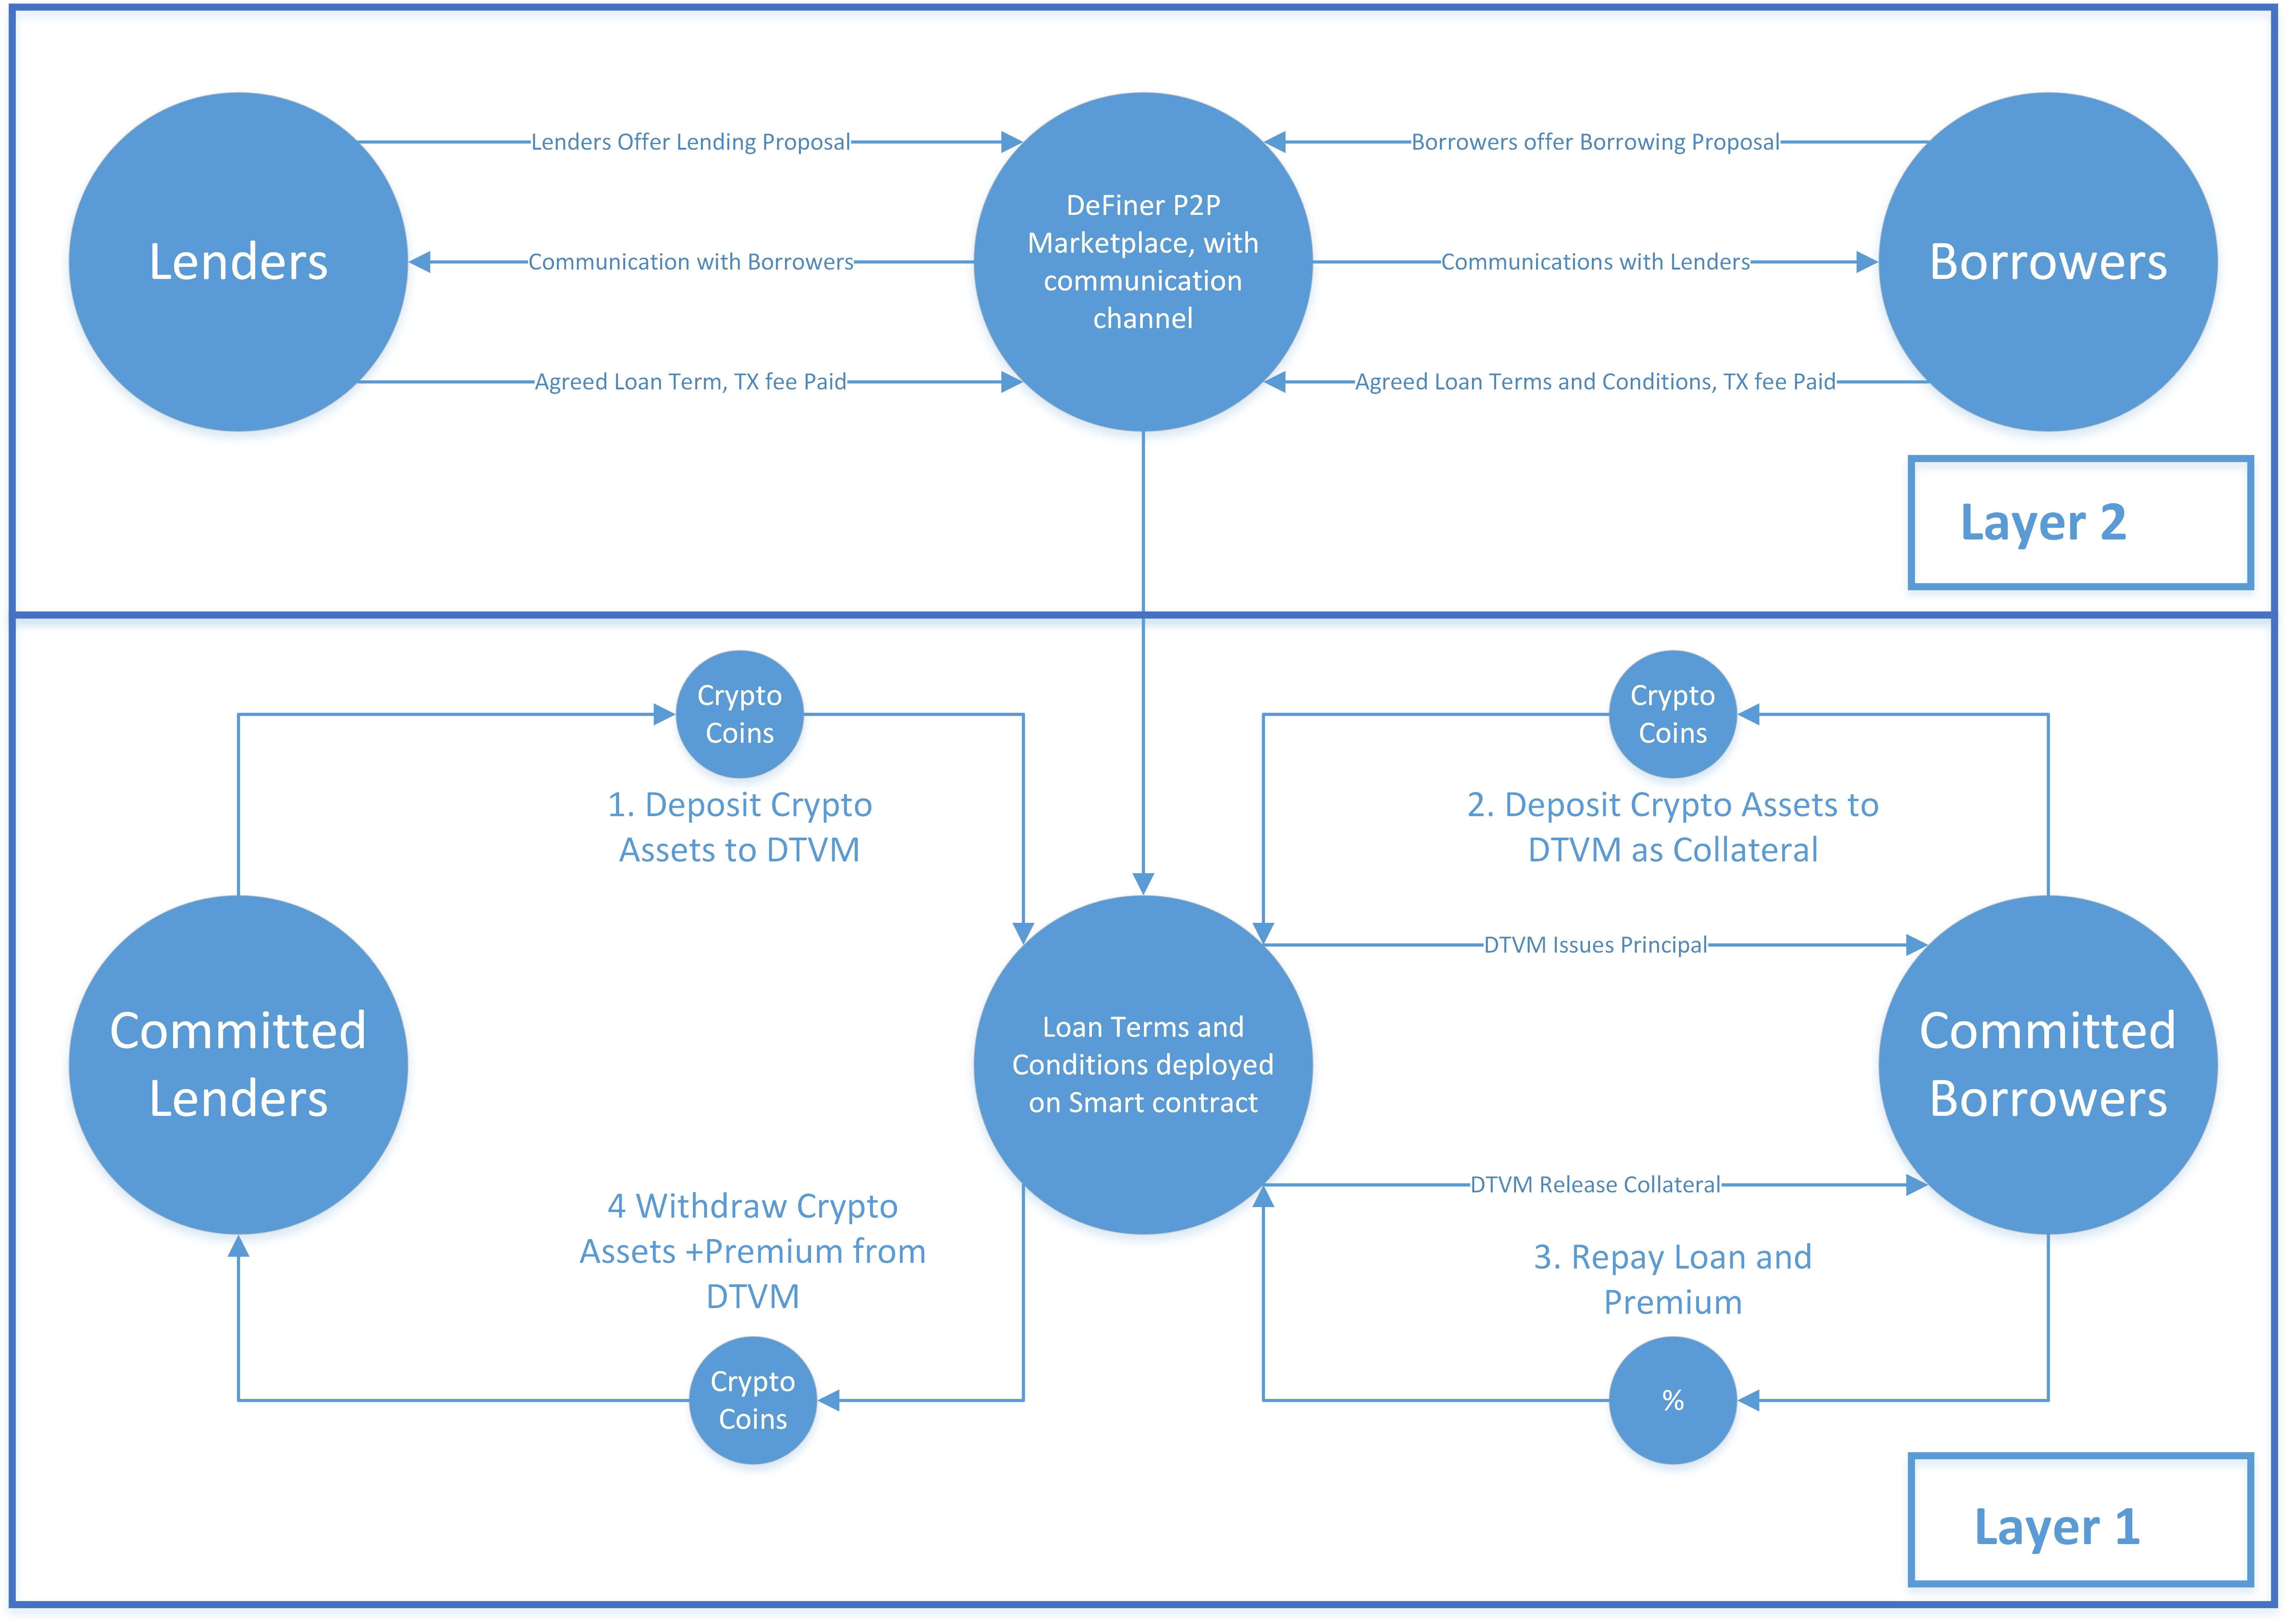 Lenders Offer Lending Proposal
Borrowers offer Borrowing Proposal
Lenders
Communication with Borrowers
DeFiner P2P
Marketplace, with
communication
channel
Communications with Lenders
Borrowers
Agreed Loan Term, TX fee Paid
Agreed Loan Terms and Conditions, TX fee Paid
Layer 2
Crypto
Coins
1. Deposit Crypto
Assets to DTVM
Crypto
Coins
2. Deposit Crypto Assets to
DTVM as Collateral
DTVM Issues Principal
Committed
Lenders
Loan Terms and
Conditions deployed
on Smart contract
Committed
Borrowers
DTVM Release Collateral
4 Withdraw Crypto
Assets +Premium from
DTVM
3. Repay Loan and
Premium
Crypto
Coins
%
Layer 1